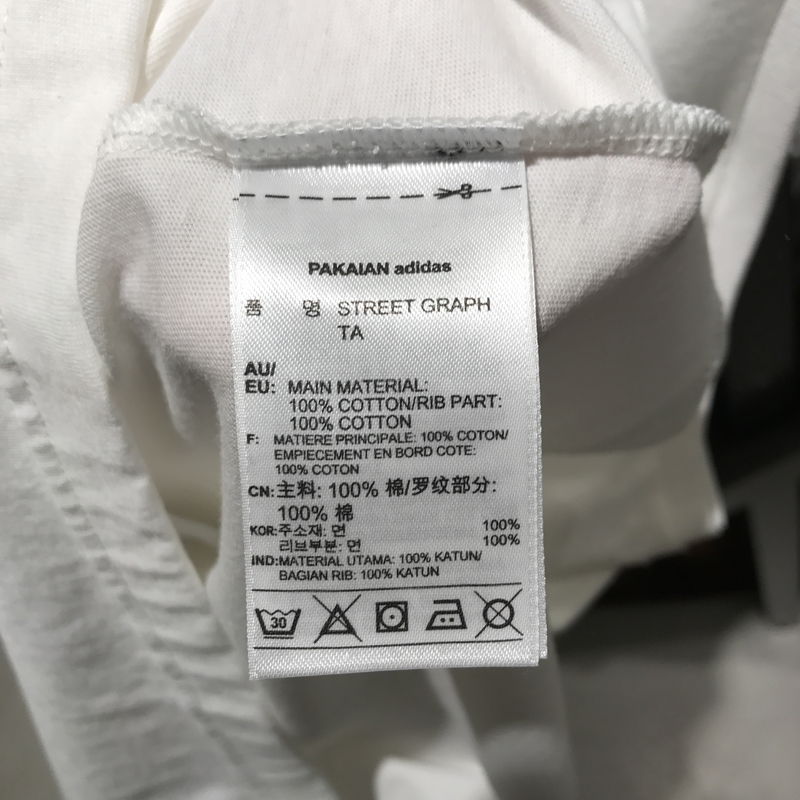 PAKAIAN adidas
품 명 STREET GRAPH
TA
AU/
EU: MAIN MATERIAL:
100% COTTON/RIB PART:
100% COTTON
F: MATIERE PRINCIPALE: 100% COTON/
EMPIECEMENT EN BORD COTE:
100% COTON
CN:主料: 100% 棉/罗纹部分:
100% 棉
KOR:주소재: 면 100%
리브부분: 면 100%
IND:MATERIAL UTAMA: 100% KATUN/
BAGIAN RIB: 100% KATUN
30